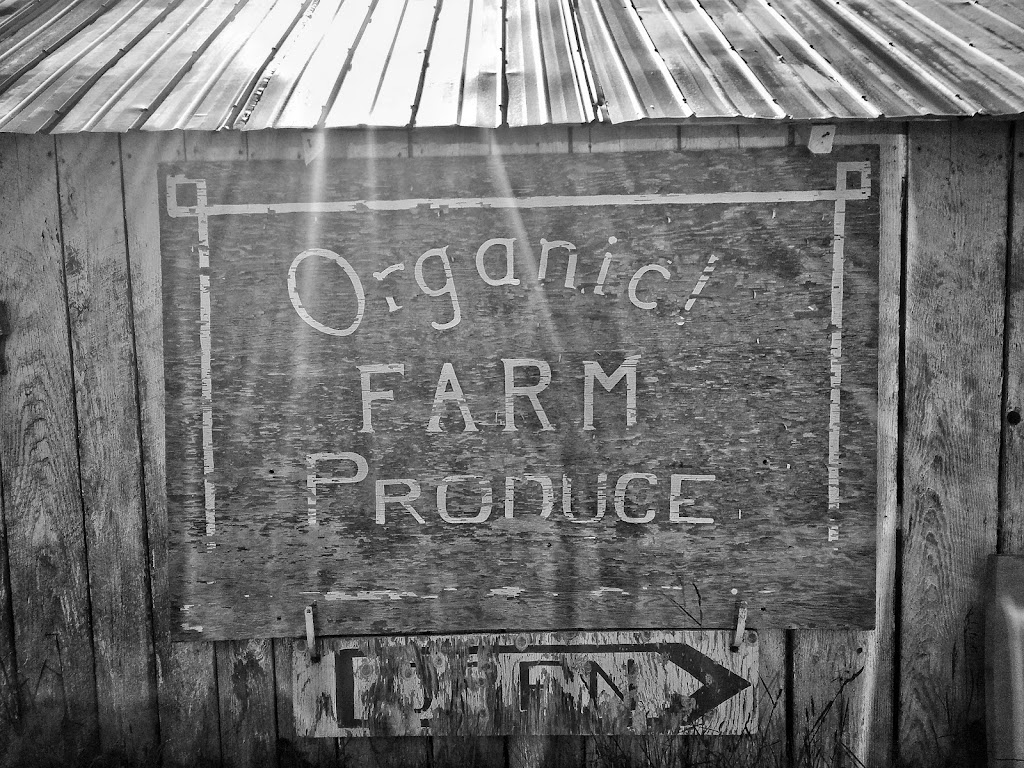 Organic!
FARM
PRODUCE
OPEN